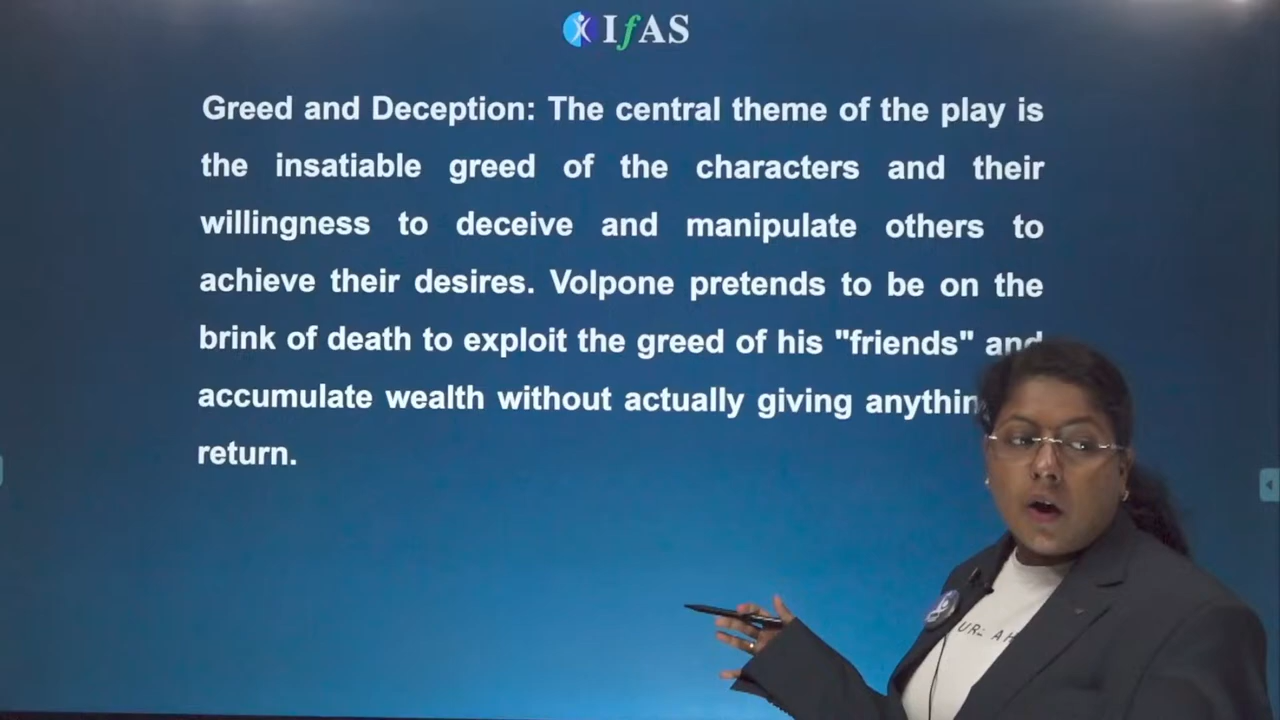 IfAS
Greed and Deception: The central theme of the play is
the insatiable greed of the characters and their
willingness to deceive and manipulate others to
achieve their desires. Volpone pretends to be on the
brink of death to exploit the greed of his "friends" and
accumulate wealth without actually giving
return.